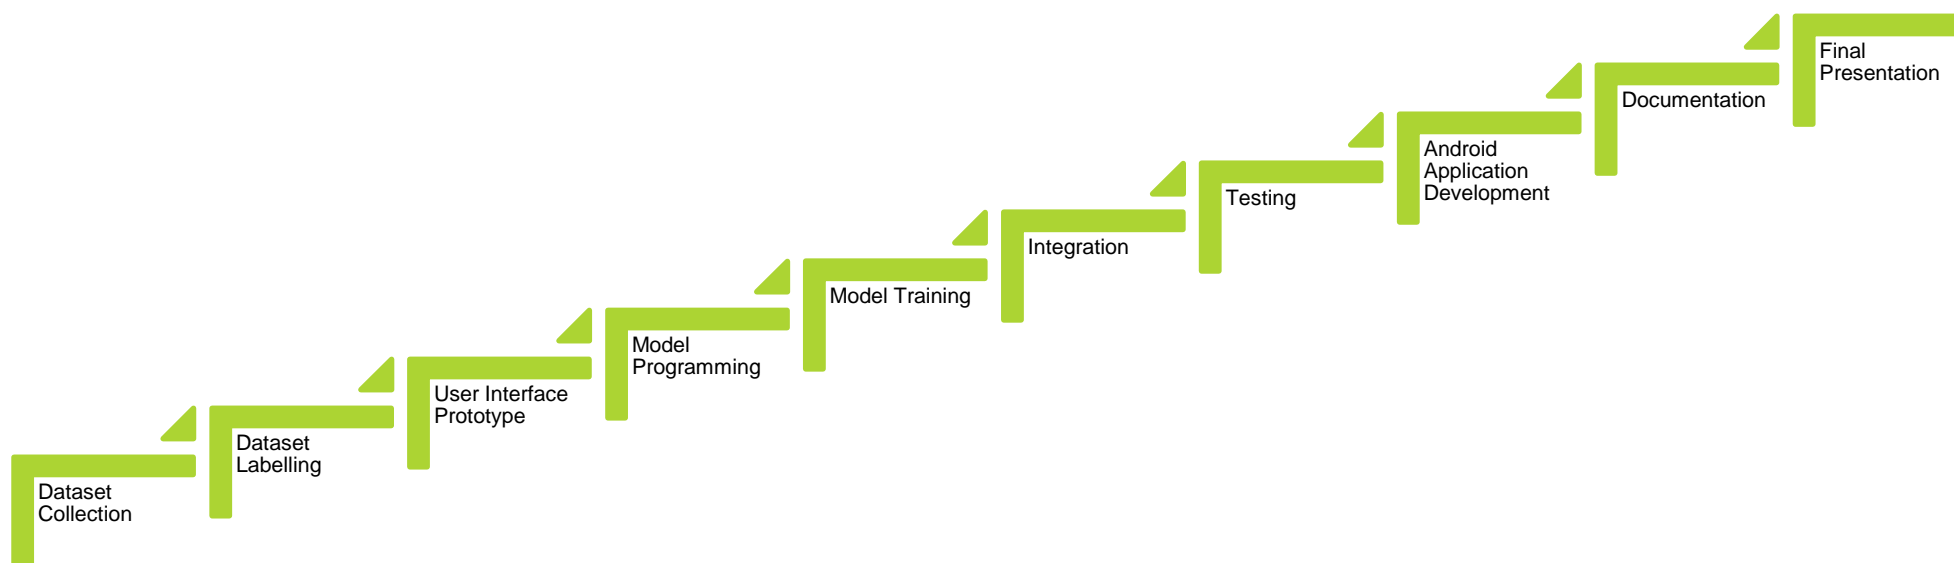 Dataset
Collection
Dataset
Labelling
User Interface
Prototype
Model
Programming
Model Training
Integration
Testing
Android
Application
Development
Documentation
Final
Presentation